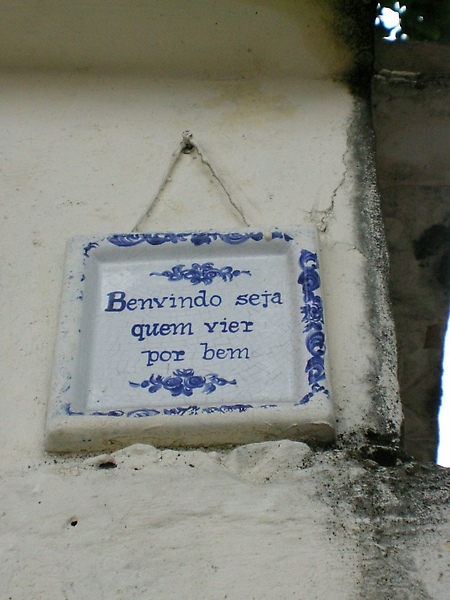 Benvindo seja
quem vier
por bem